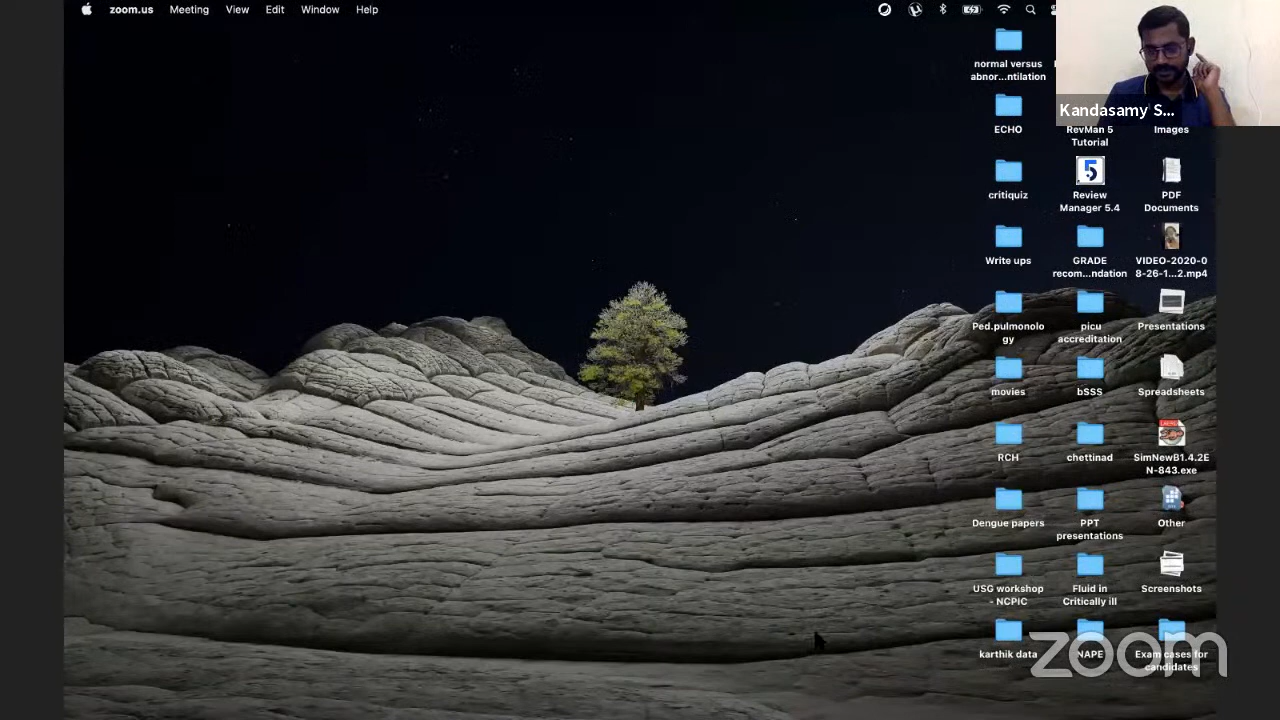 zoom.us Meeting View Edit Window Help
Kandasamy S...
normal versus
abnor...ntilation
ECHO
RevMan 5
Tutorial
Images
critiquiz
5
Review
Manager 5.4
PDF
Documents
Write ups
GRADE
recom...ndation
VIDEO-2020-0
8-26-1...2.mp4
Ped.pulmonolo
gy
picu
accreditation
Presentations
movies
bSSS
Spreadsheets
RCH
chettinad
SimNewB1.4.2E
N-843.exe
Dengue papers
PPT
presentations
Other
USG workshop
- NCPIC
Fluid in
Critically ill
Screenshots
karthik data
NAPE
Exam cases for
candidates
zoom